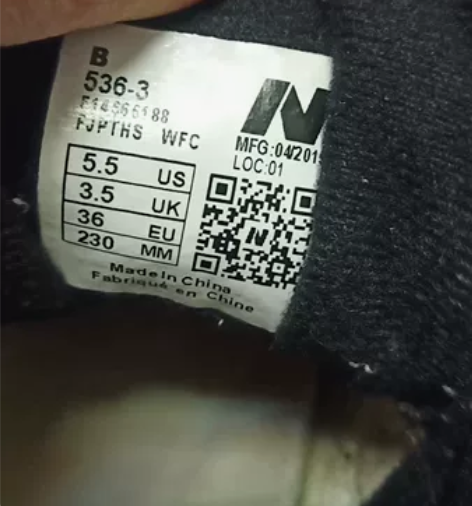 B
536-3
FJPTHS WFC
MFG:04/201
LOC:01
5.5 US
3.5 UK
36 EU
230 MM
Made In China
Fabriqué en Chine